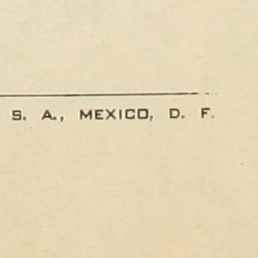 S. A., MEXICO, D. F.